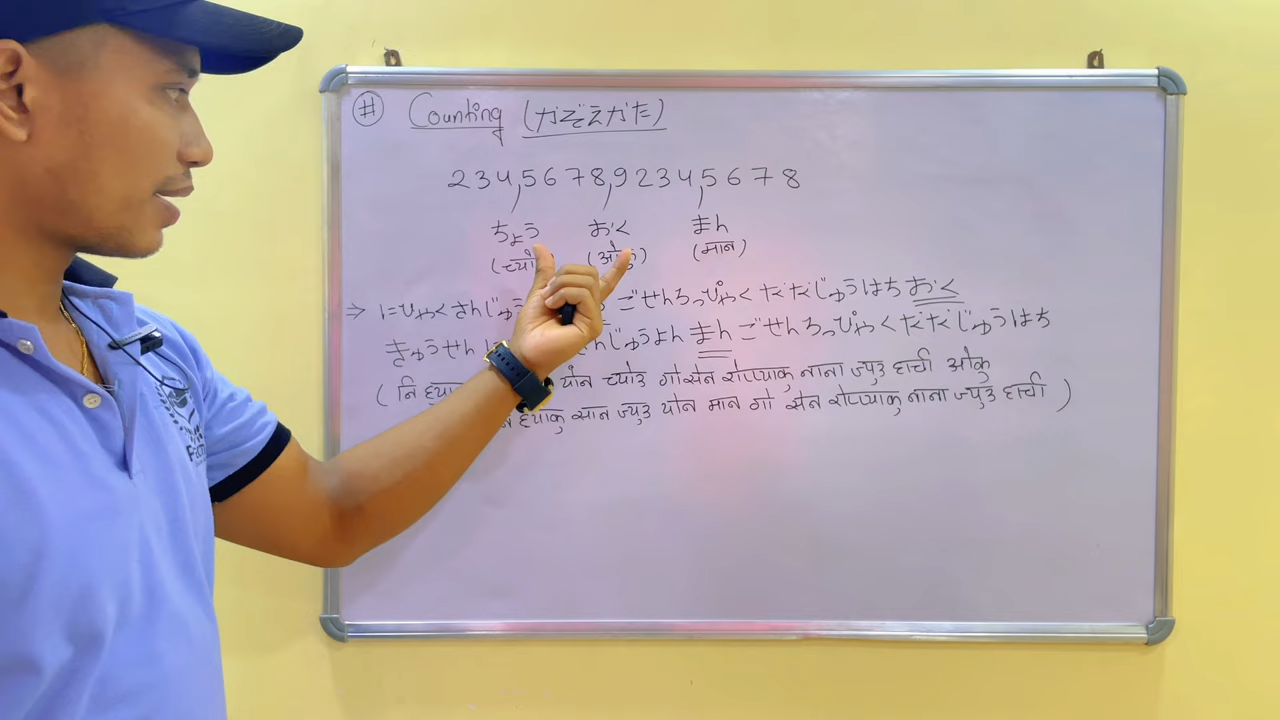 # Counting (かぞえかた)
234,5678,9234,5678
ちょう おく まん
(ओकु) (मान)
⇒ にひゃくさんじゅう ごせんろっぴゃくななじゅうはちおく
きゅうせん んじゅうよんまんごせんろっぴゃくななじゅうはち
(नि योन च्योउ गोसेन रोप्प्याकु नाना ज्युउ हाची ओकु
ह्याकु सान ज्युउ योन मान गो सेन रोप्प्याकु नाना ज्युउ हाची )